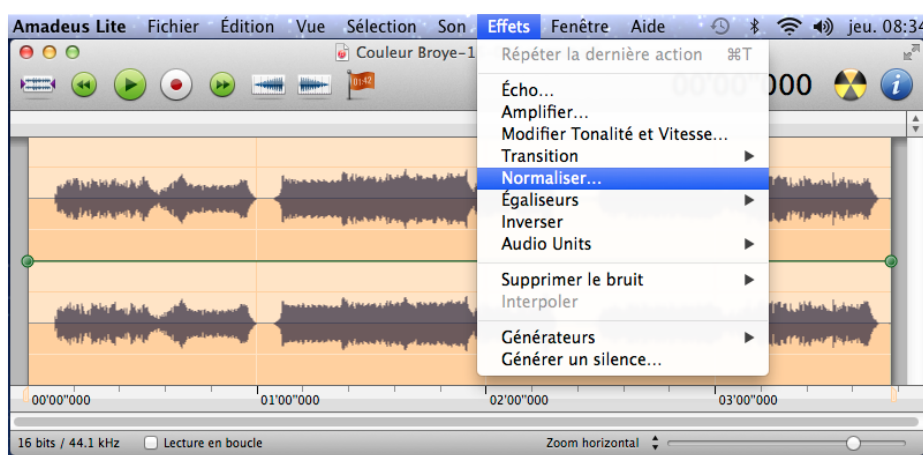 Amadeus Lite Fichier Édition Vue Sélection Son Effets Fenêtre Aide jeu. 08:34
Couleur Broye-1
01:42
00'00"000
Répéter la dernière action ⌘T
Écho...
Amplifier...
Modifier Tonalité et Vitesse...
Transition
Normaliser...
Égaliseurs
Inverser
Audio Units
Supprimer le bruit
Interpoler
Générateurs
Générer un silence...
00'00"000 01'00"000 02'00"000 03'00"000
16 bits / 44.1 kHz Lecture en boucle Zoom horizontal